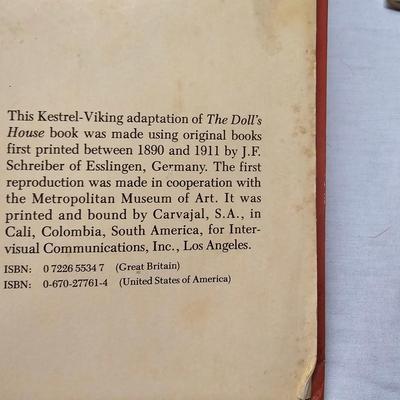 This Kestrel-Viking adaptation of The Doll's
House book was made using original books
first printed between 1890 and 1911 by J.F.
Schreiber of Esslingen, Germany. The first
reproduction was made in cooperation with
the Metropolitan Museum of Art. It was
printed and bound by Carvajal, S.A., in
Cali, Colombia, South America, for Inter-
visual Communications, Inc., Los Angeles.
ISBN: 0 7226 5534 7 (Great Britain)
ISBN: 0-670-27761-4 (United States of America)